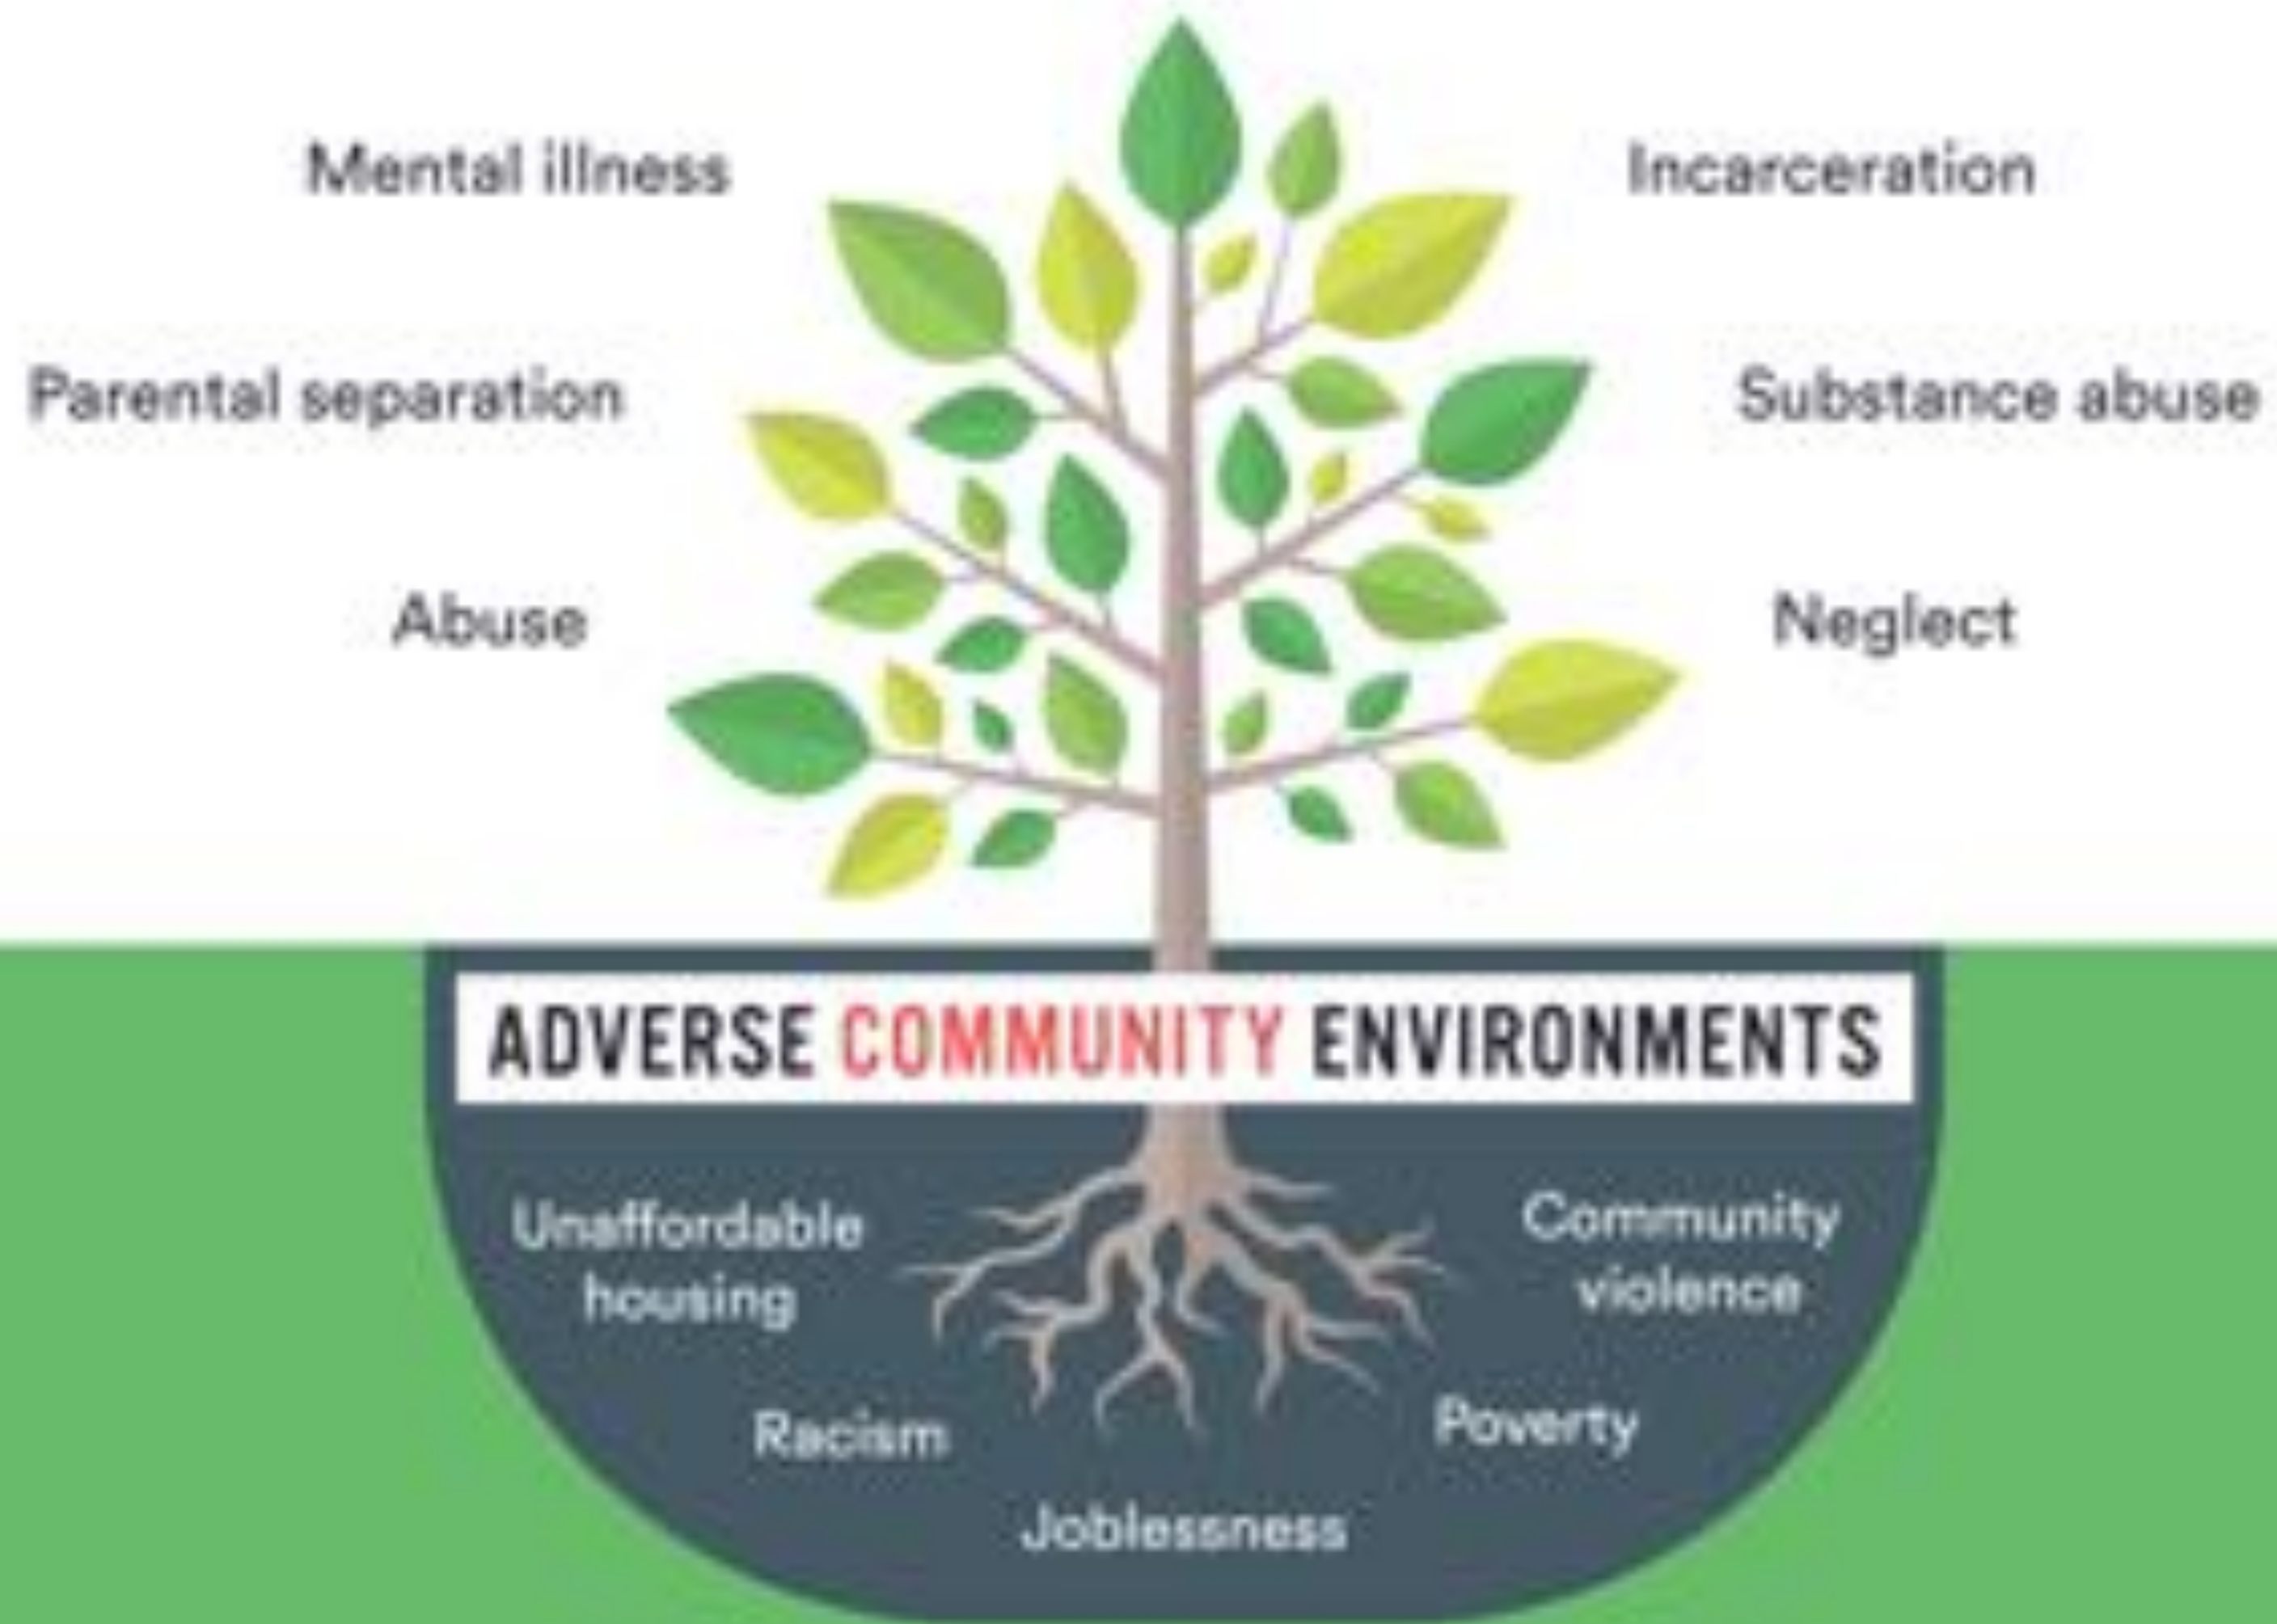 Mental illness
Incarceration
Parental separation
Substance abuse
Abuse
Neglect
ADVERSE COMMUNITY ENVIRONMENTS
Unaffordable
housing
Community
violence
Racism
Poverty
Joblessness